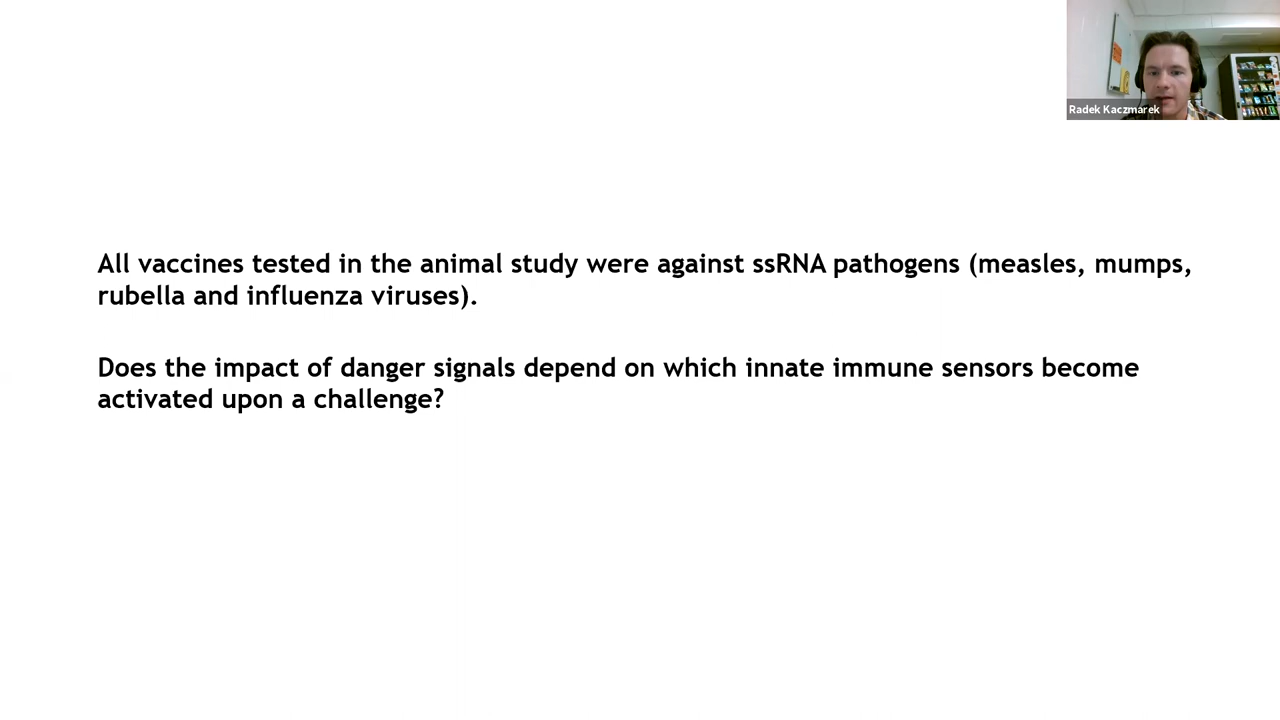 Radek Kaczmarek
All vaccines tested in the animal study were against ssRNA pathogens (measles, mumps,
rubella and influenza viruses).
Does the impact of danger signals depend on which innate immune sensors become
activated upon a challenge?